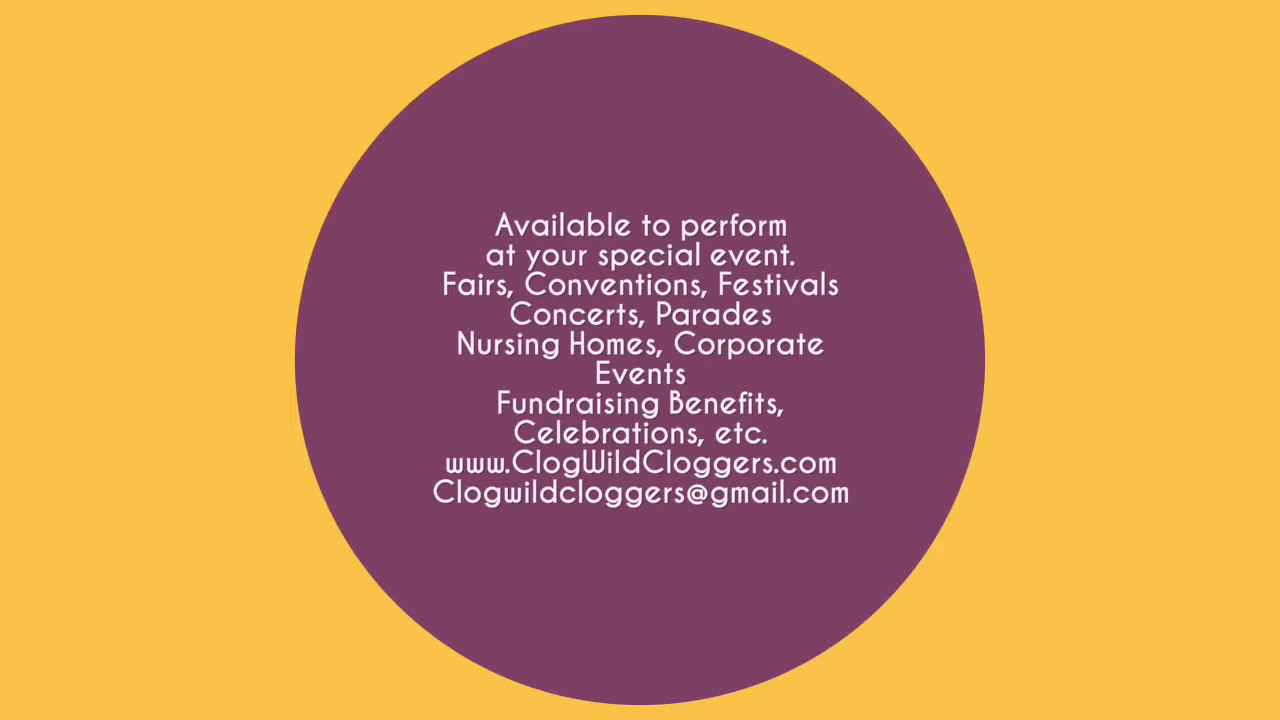 Available to perform
at your special event.
Fairs, Conventions, Festivals
Concerts, Parades
Nursing Homes, Corporate
Events
Fundraising Benefits,
Celebrations, etc.
www.ClogWildCloggers.com
Clogwildcloggers@gmail.com